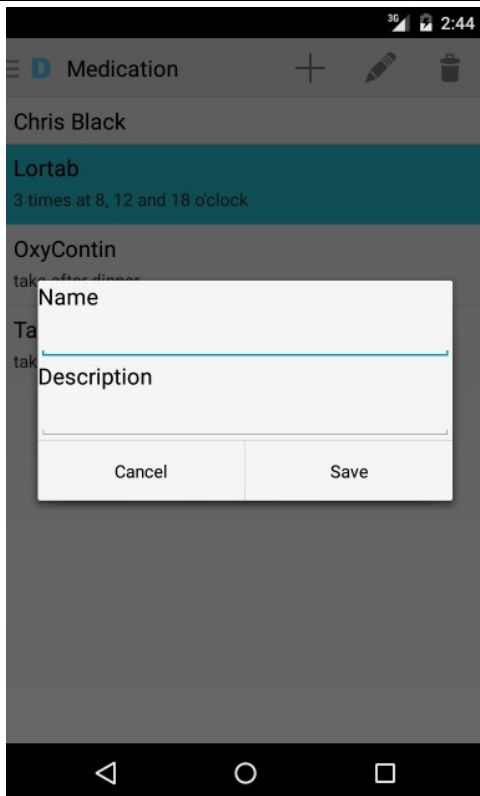 3G 2:44
D Medication
Chris Black
Lortab
3 times at 8, 12 and 18 o'clock
OxyContin
Name
Description
Cancel Save